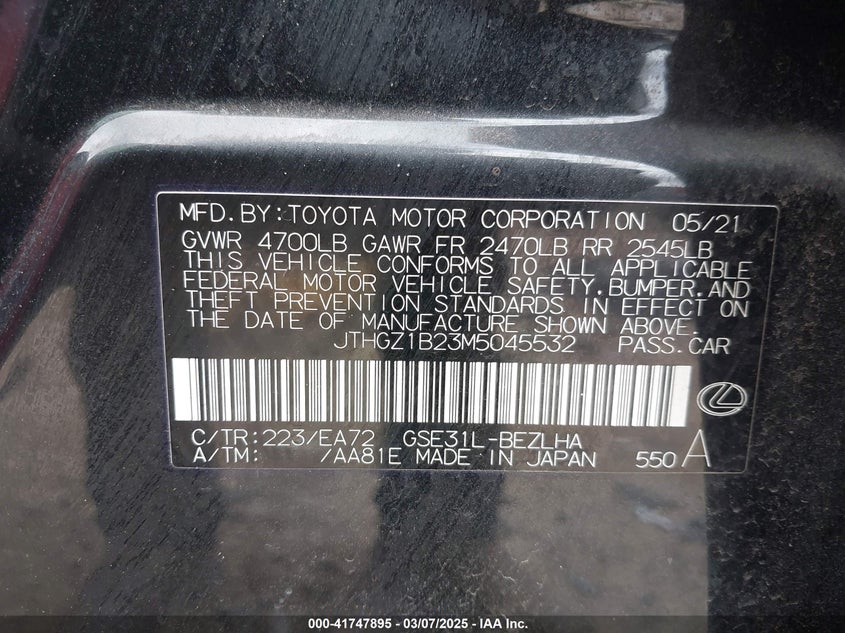 MFD.BY:TOYOTA MOTOR CORPORATION 05/21
GVWR 4700LB GAWR FR 2470LB RR 2545LB
THIS VEHICLE CONFORMS TO ALL APPLICABLE
FEDERAL MOTOR VEHICLE SAFETY,BUMPER,AND
THEFT PREVENTION STANDARDS IN EFFECT ON
THE DATE OF MANUFACTURE SHOWN ABOVE.
JTHGZ1B23M5045532 PASS.CAR
C/TR:223/EA72 GSE31L-BEZLHA
A/TM: /AA81E MADE IN JAPAN 550 A
000-41747895 - 03/07/2025 - IAA Inc.